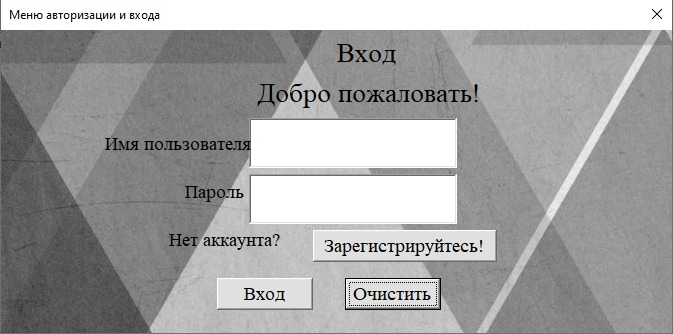 Меню авторизации и входа
Вход
Добро пожаловать!
Имя пользователя
Пароль
Нет аккаунта? Зарегистрируйтесь!
Вход Очистить